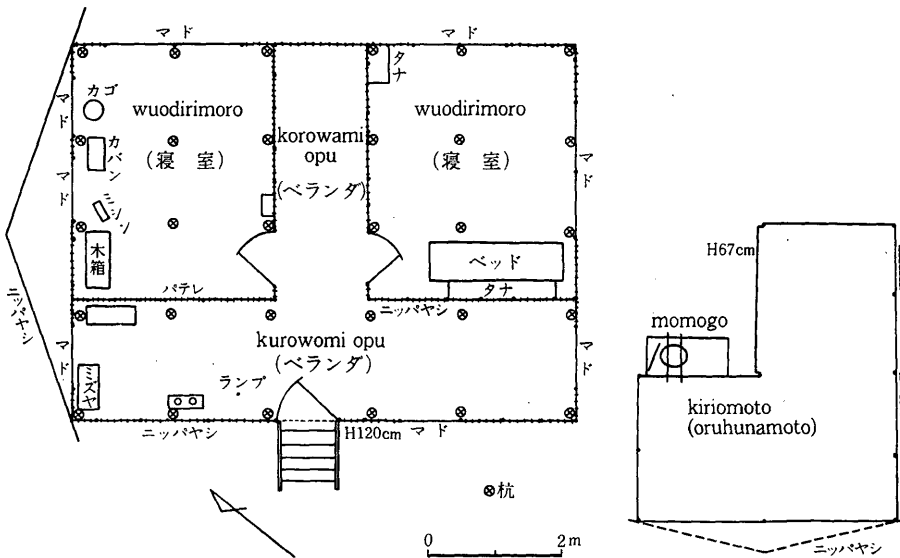 マド
マド
カゴ
タナ
マド
wuodirimoro
(寝 室)
korowami
opu
(ベランダ)
wuodirimoro
(寝 室)
カバン
マド
マド
ミシン
木箱
ベッド
タナ
パテレ
ニッパヤシ
ニッパヤシ
kurowomi opu
(ベランダ)
マド
マド
ミズヤ
ランプ
ニッパヤシ
H120cm
マド
杭
0
2m
H67cm
momogo
kiriomoto
(oruhunamoto)
ニッパヤシ